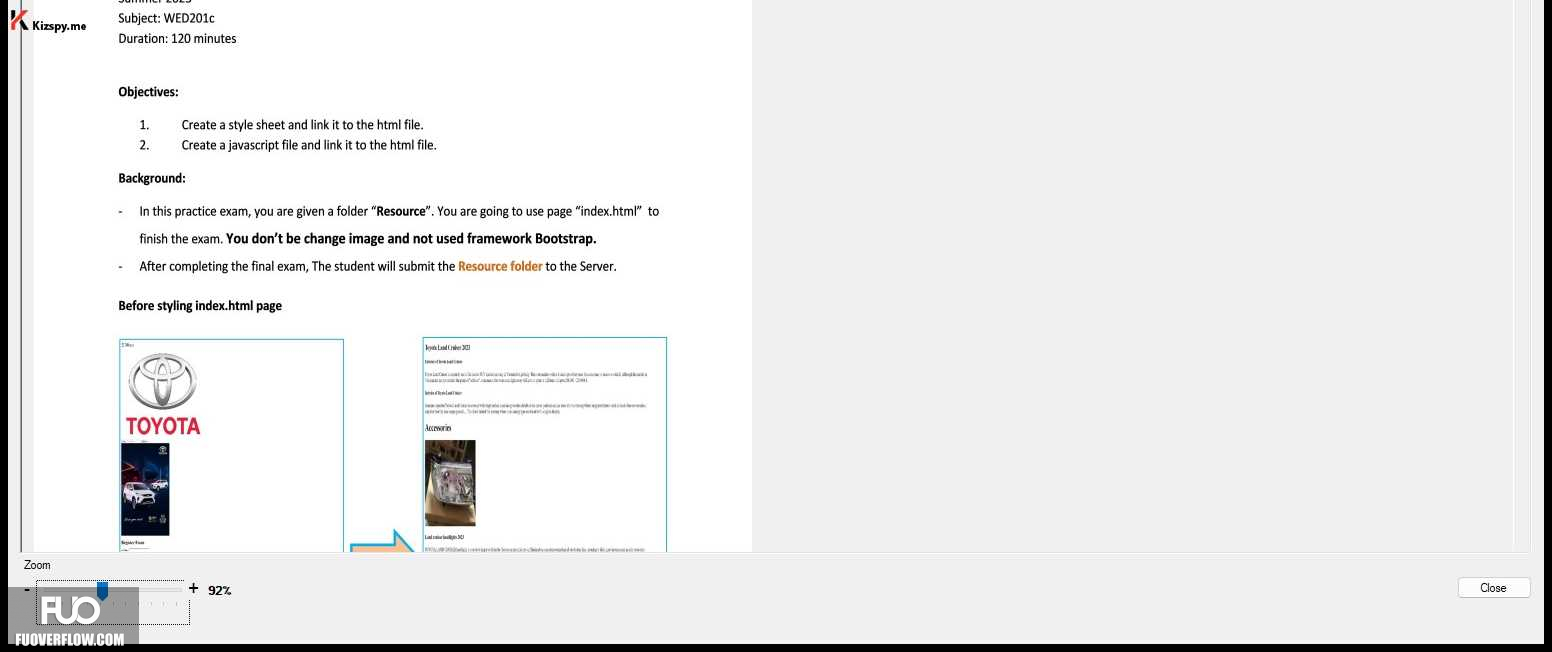 Kizspy.me
Subject: WED201c
Duration: 120 minutes
Objectives:
1. Create a style sheet and link it to the html file.
2. Create a javascript file and link it to the html file.
Background:
- In this practice exam, you are given a folder “Resource”. You are going to use page “index.html” to
finish the exam. You don’t be change image and not used framework Bootstrap.
- After completing the final exam, The student will submit the Resource folder to the Server.
Before styling index.html page
TOYOTA
Toyota Land Cruiser 2023
Accessories
Land cruiser headlights 2023
Zoom
- + 92%
Close
FUO
FUOVERFLOW.COM